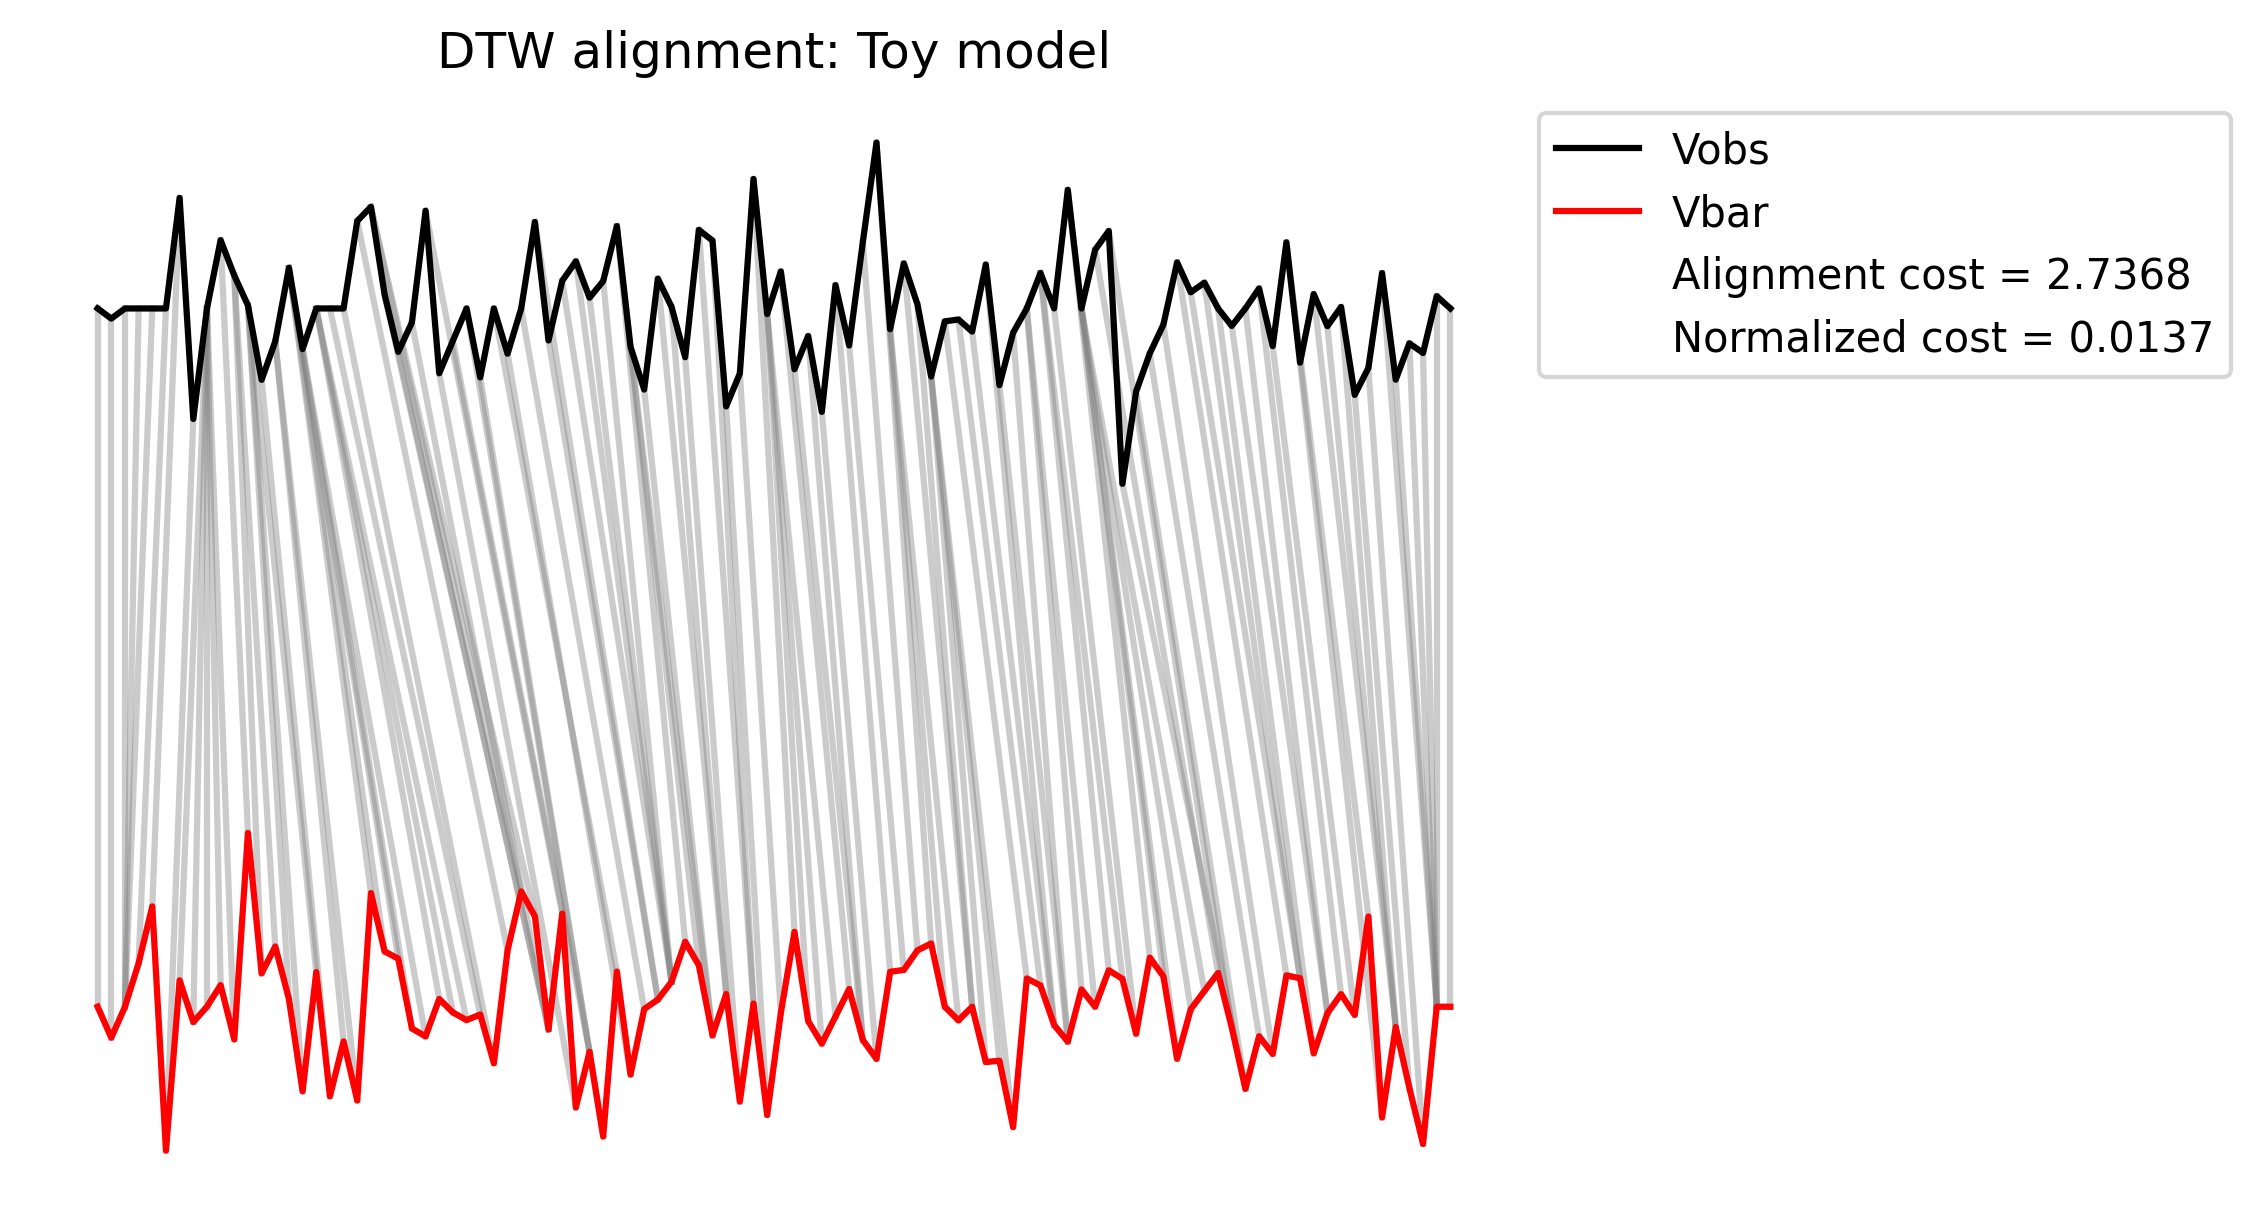 DTW alignment: Toy model
Vobs
Vbar
Alignment cost = 2.7368
Normalized cost = 0.0137